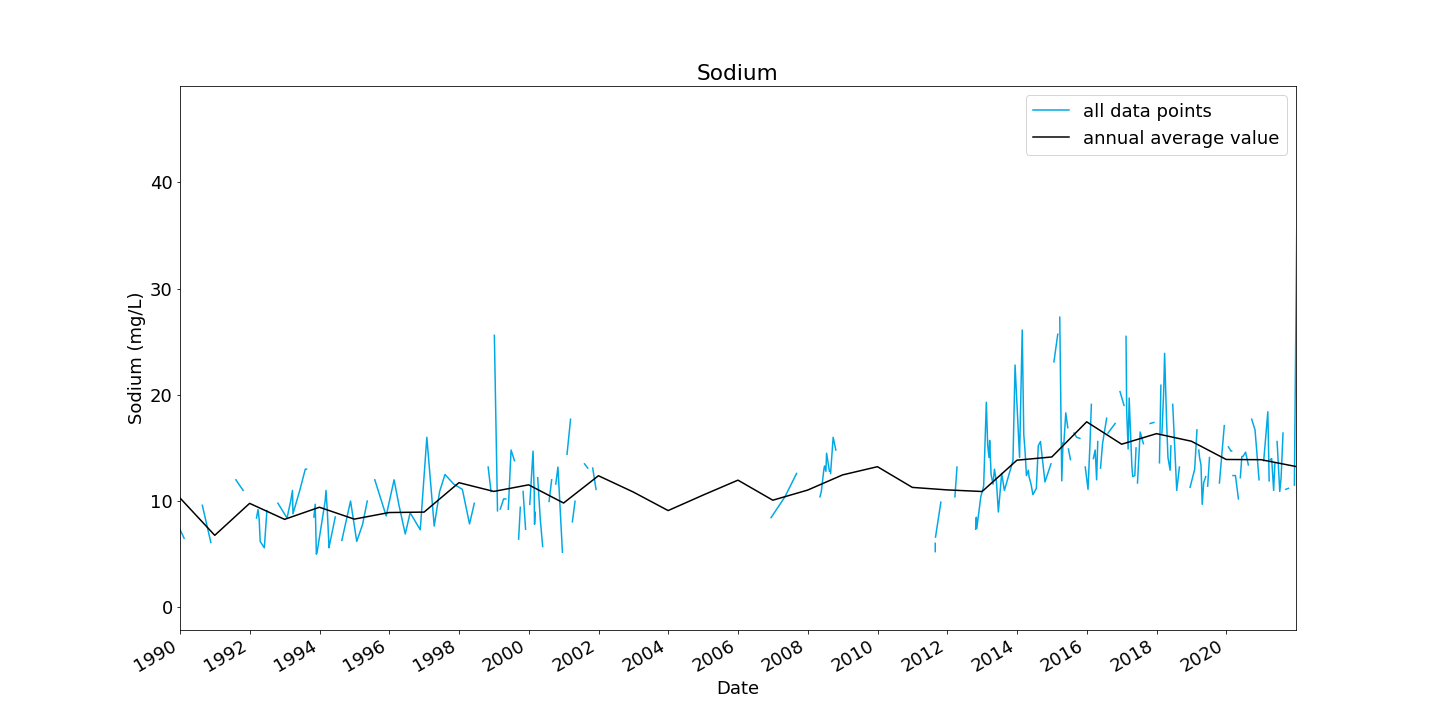 Sodium
all data points
annual average value
Sodium (mg/L)
40
30
20
10
0
1990 1992 1994 1996 1998 2000 2002 2004 2006 2008 2010 2012 2014 2016 2018 2020
Date